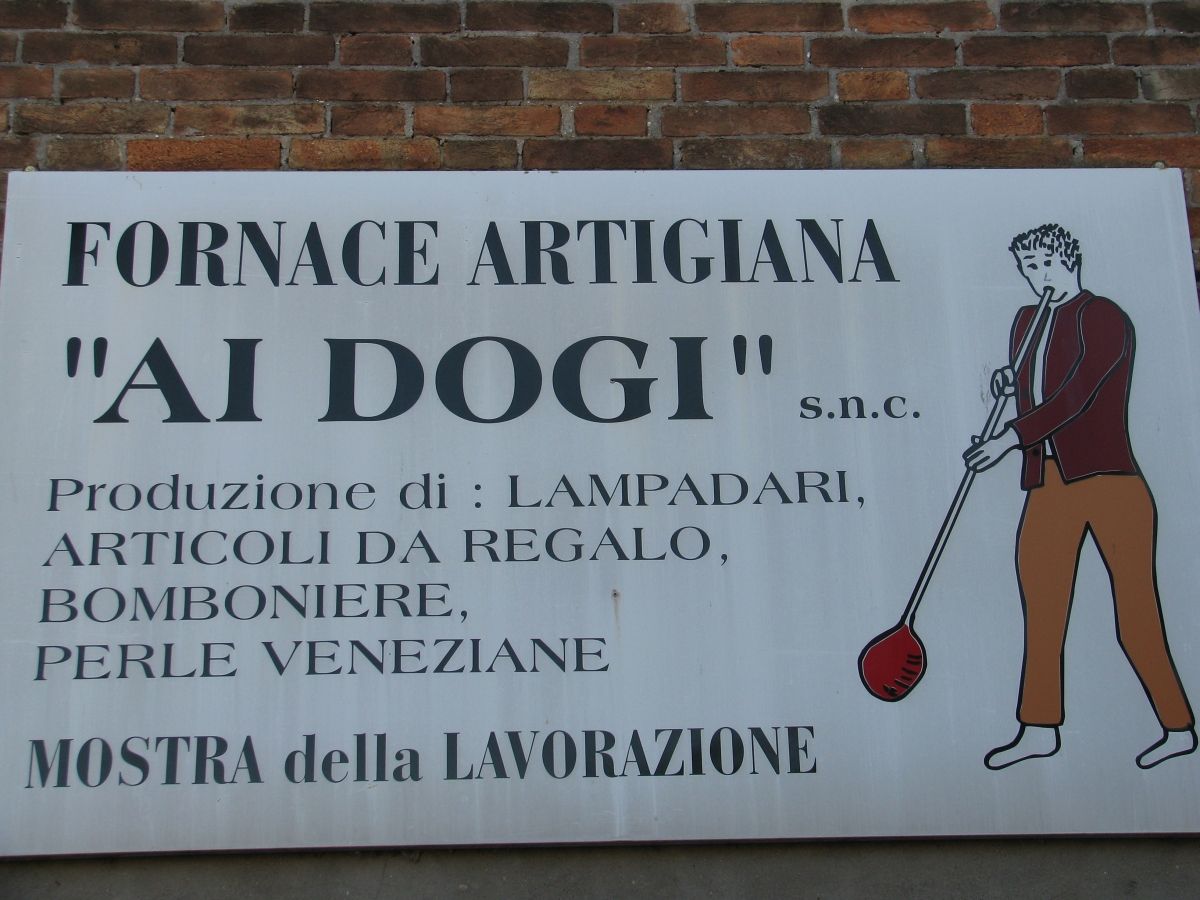 FORNACE ARTIGIANA
"AI DOGI" s.n.c.
Produzione di : LAMPADARI,
ARTICOLI DA REGALO,
BOMBONIERE,
PERLE VENEZIANE
MOSTRA della LAVORAZIONE